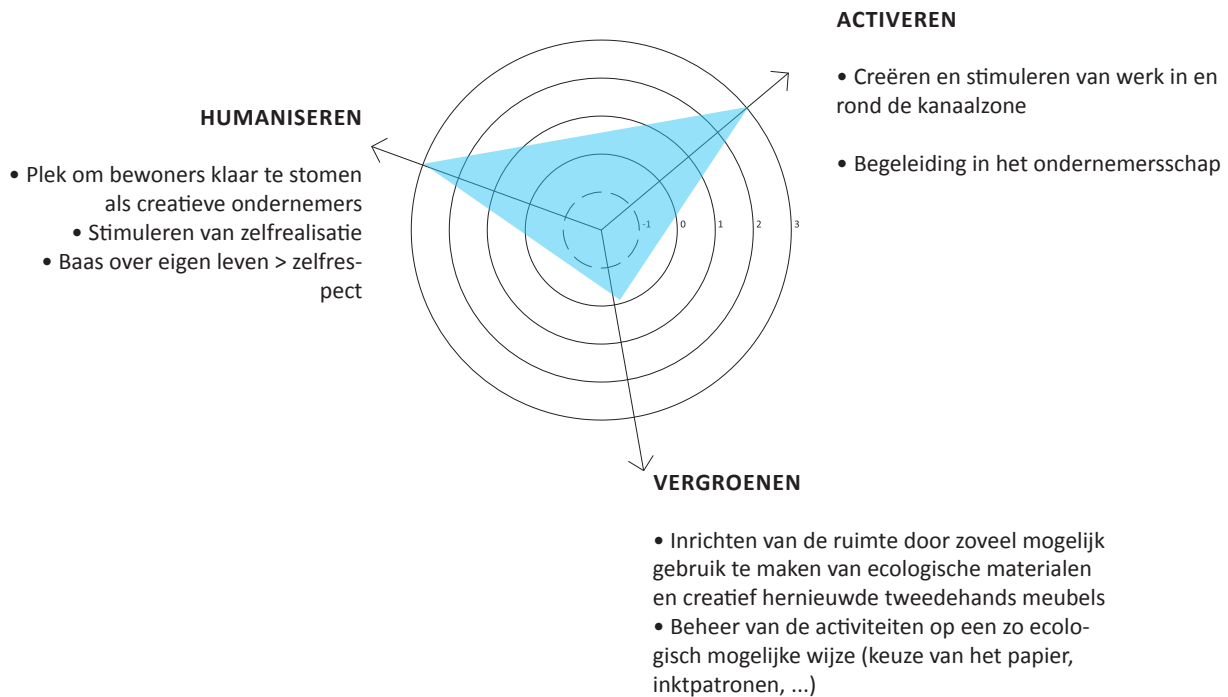 ACTIVEREN
• Creëren en stimuleren van werk in en
rond de kanaalzone
• Begeleiding in het ondernemersschap
HUMANISEREN
• Plek om bewoners klaar te stomen
als creatieve ondernemers
• Stimuleren van zelfrealisatie
• Baas over eigen leven > zelfres-
pect
-1 0 1 2 3
VERGROENEN
• Inrichten van de ruimte door zoveel mogelijk
gebruik te maken van ecologische materialen
en creatief hernieuwde tweedehands meubels
• Beheer van de activiteiten op een zo ecolo-
gisch mogelijke wijze (keuze van het papier,
inktpatronen, ...)